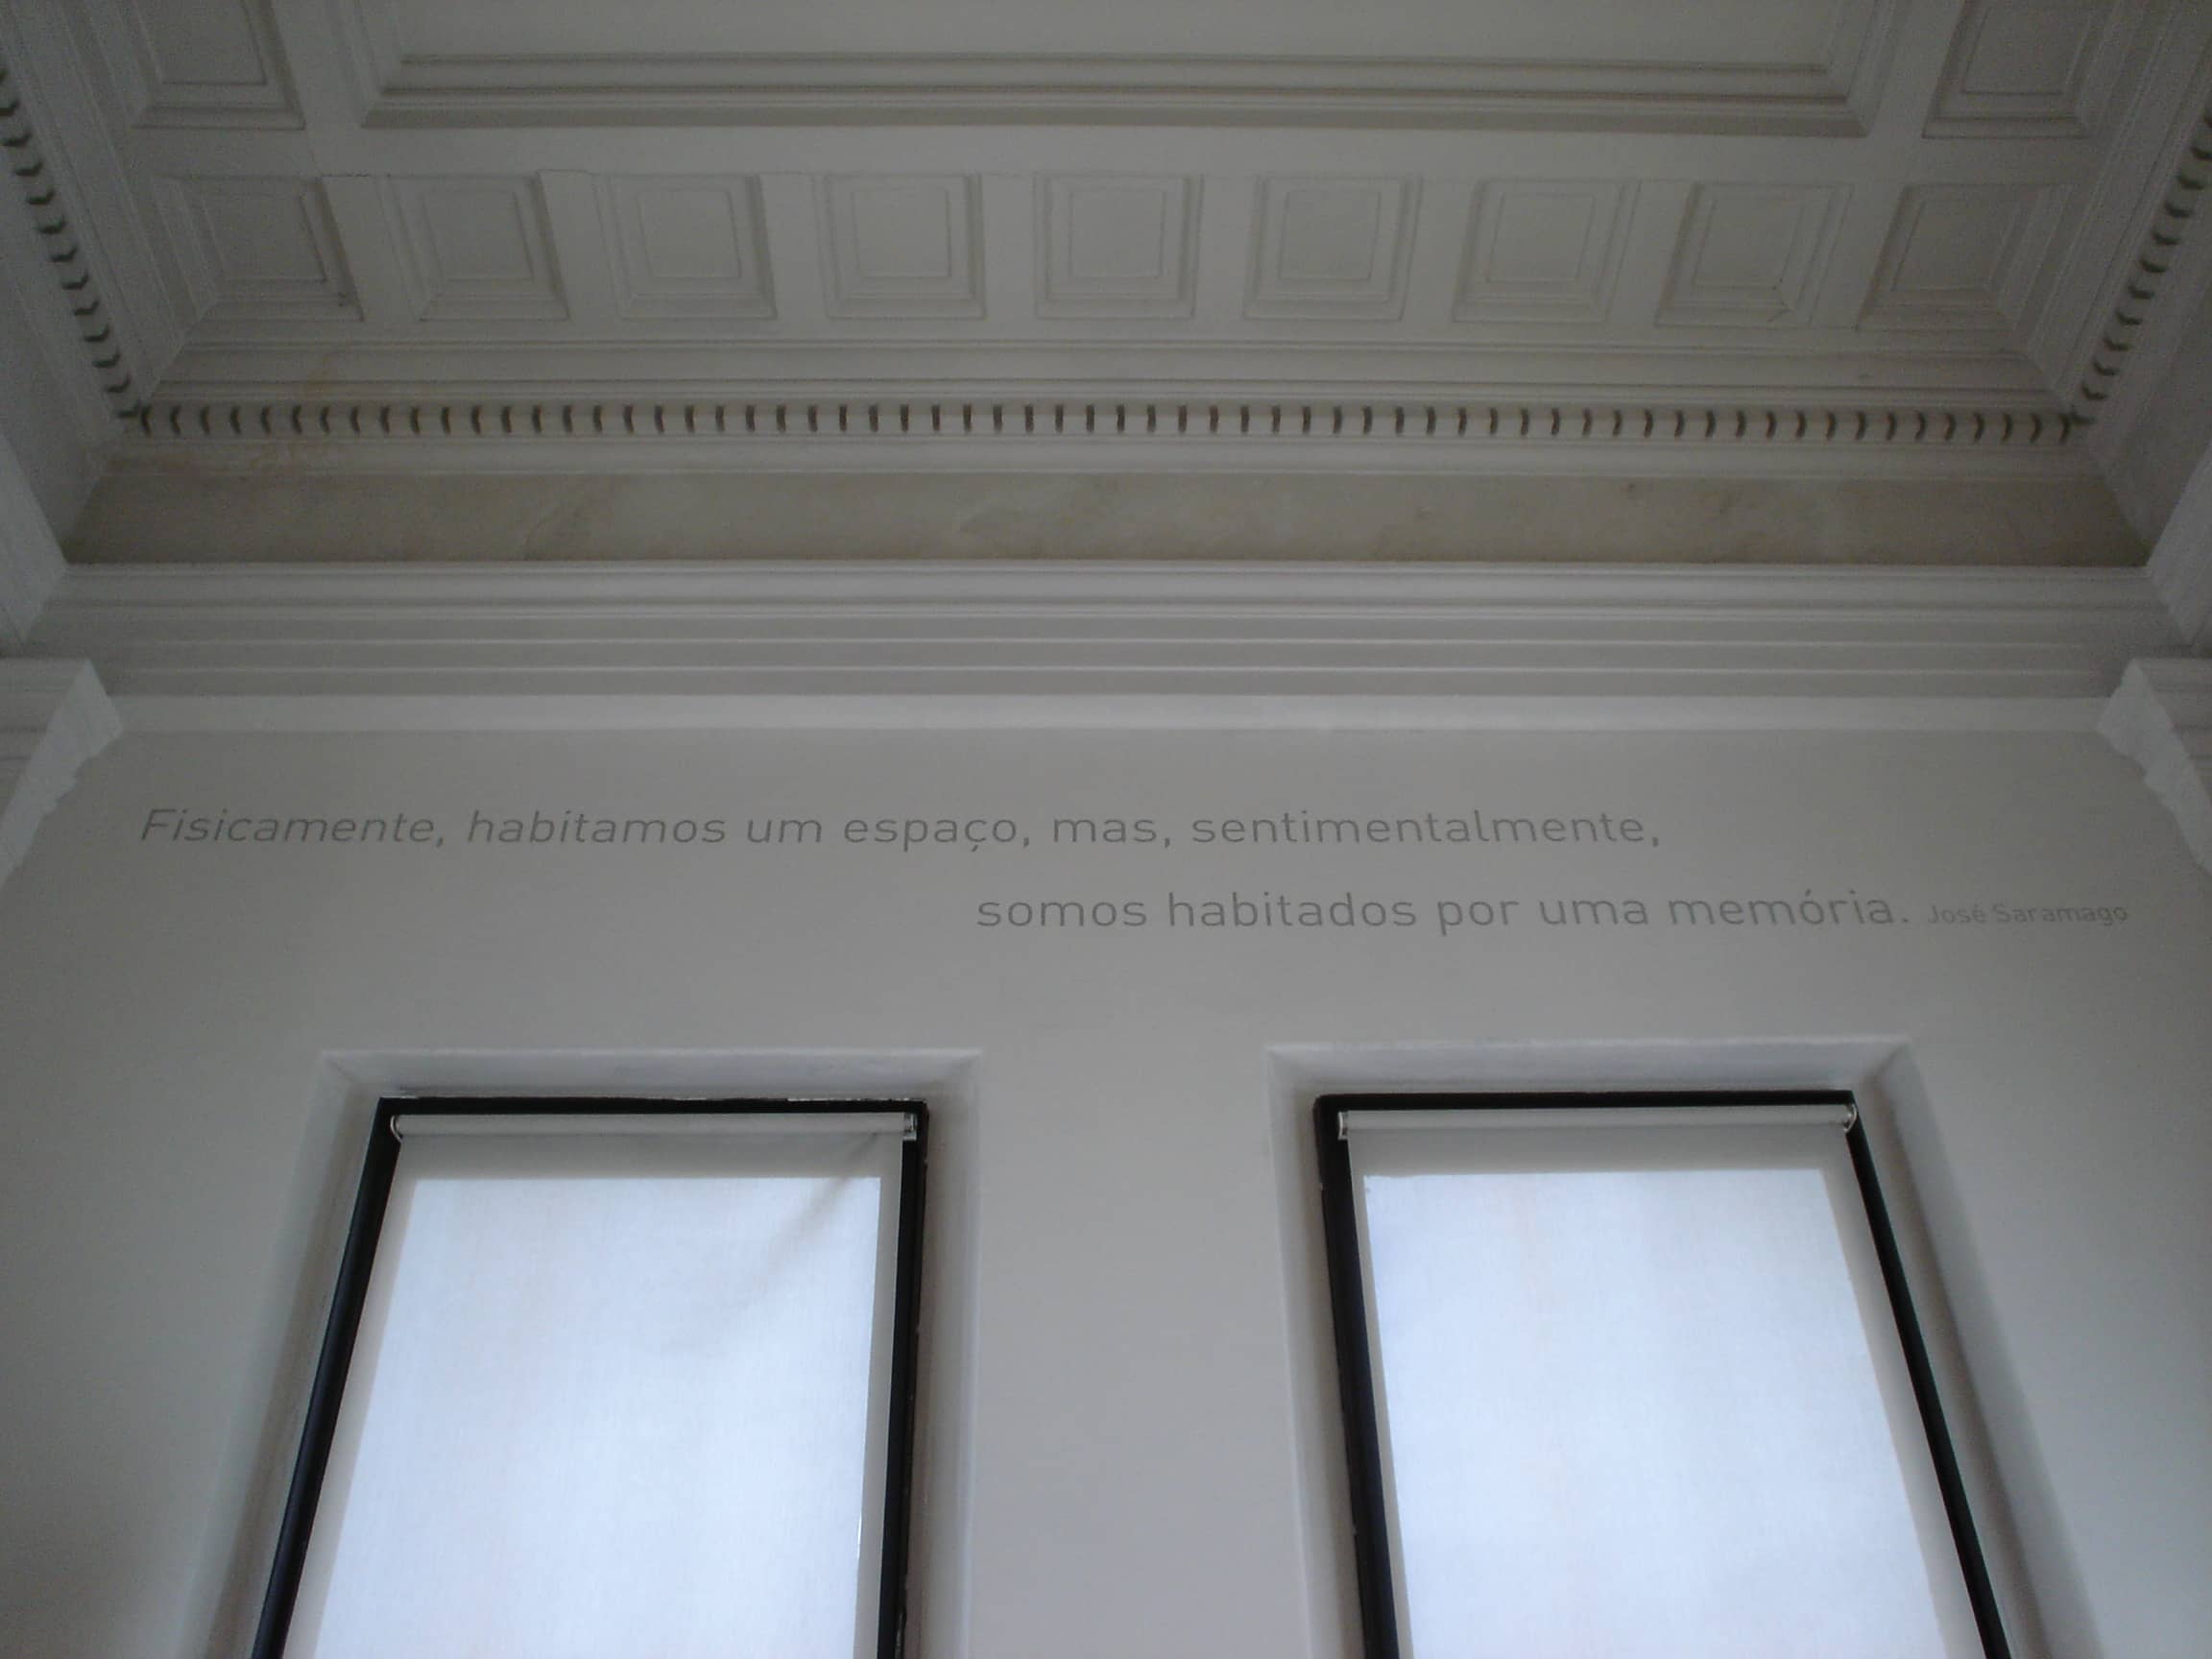 Fisicamente, habitamos um espaço, mas, sentimentalmente,
somos habitados por uma memória. José Saramago